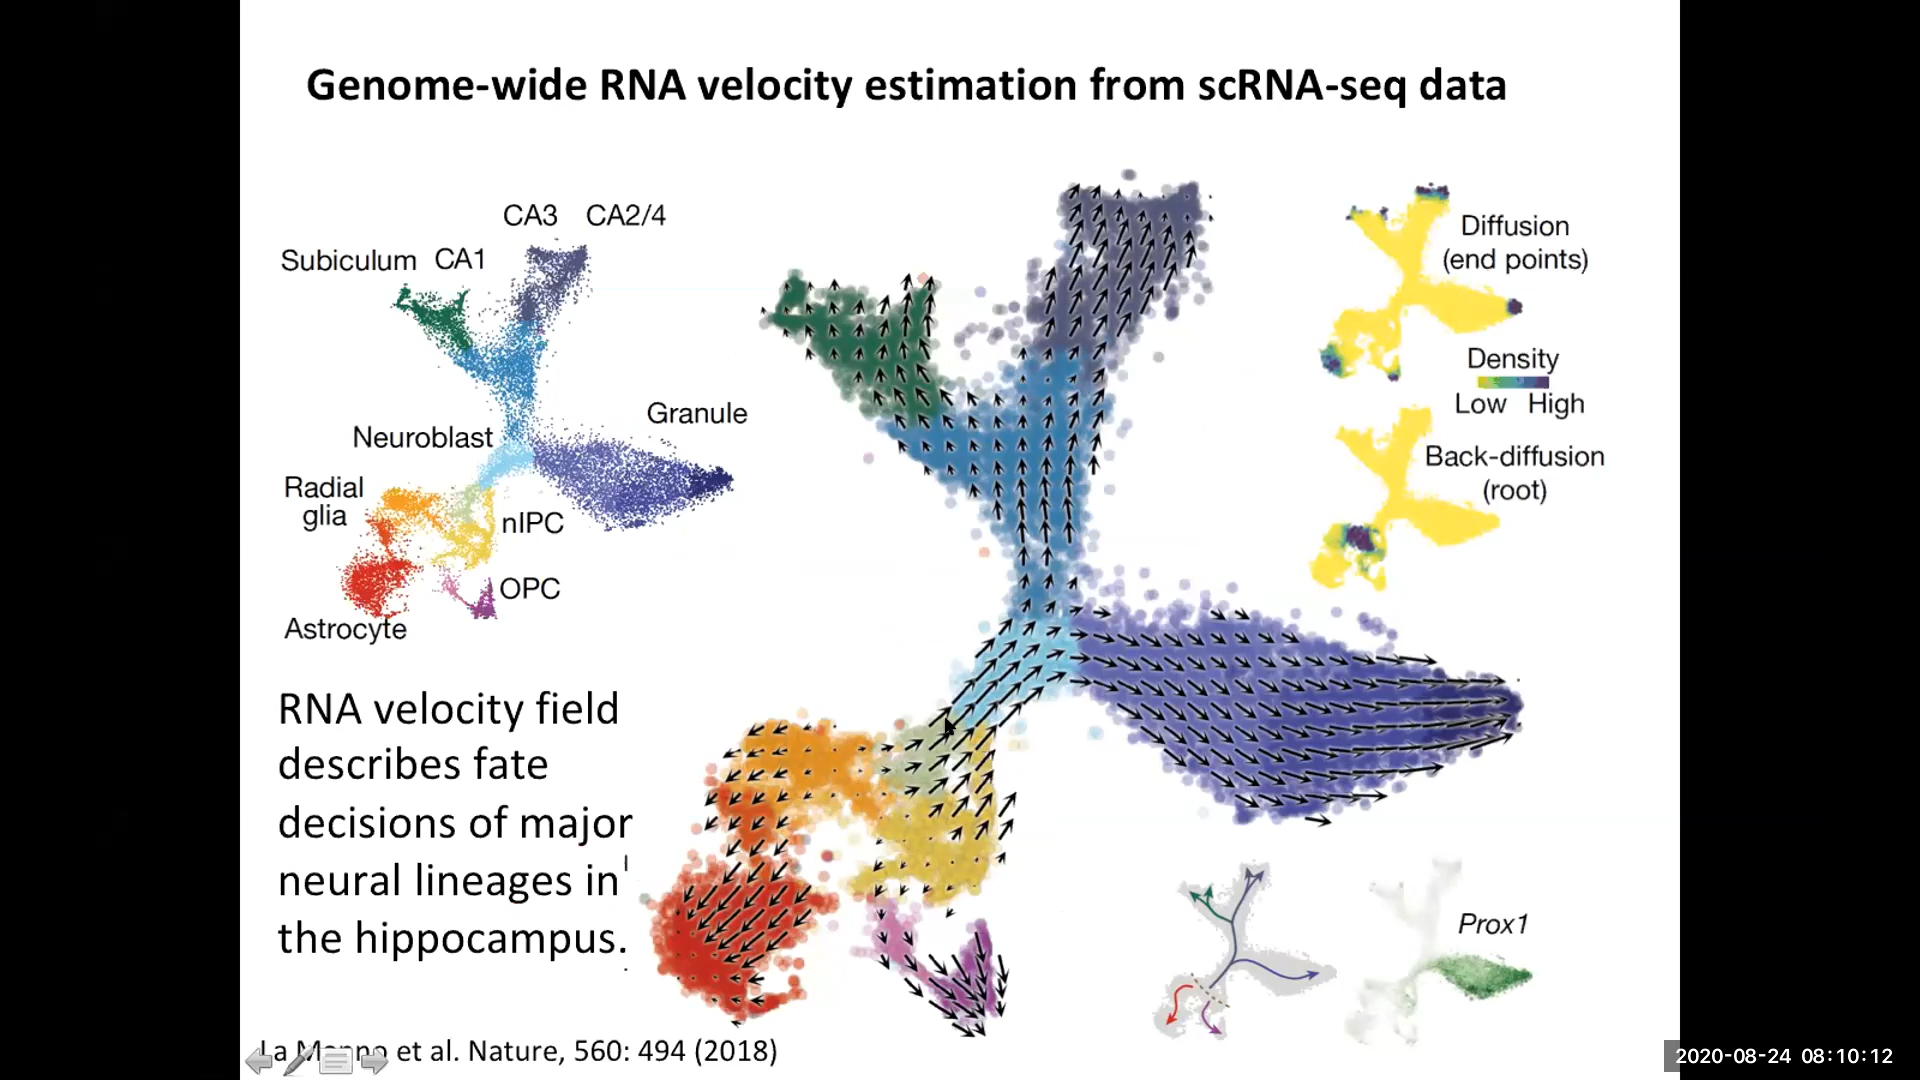 Genome-wide RNA velocity estimation from scRNA-seq data
CA3 CA2/4
Subiculum CA1
Granule
Neuroblast
Radial
glia
nIPC
OPC
Astrocyte
Diffusion
(end points)
Density
Low High
Back-diffusion
(root)
Prox1
RNA velocity field
describes fate
decisions of major
neural lineages in
the hippocampus.
La Manno et al. Nature, 560: 494 (2018)
2020-08-24 08:10:12